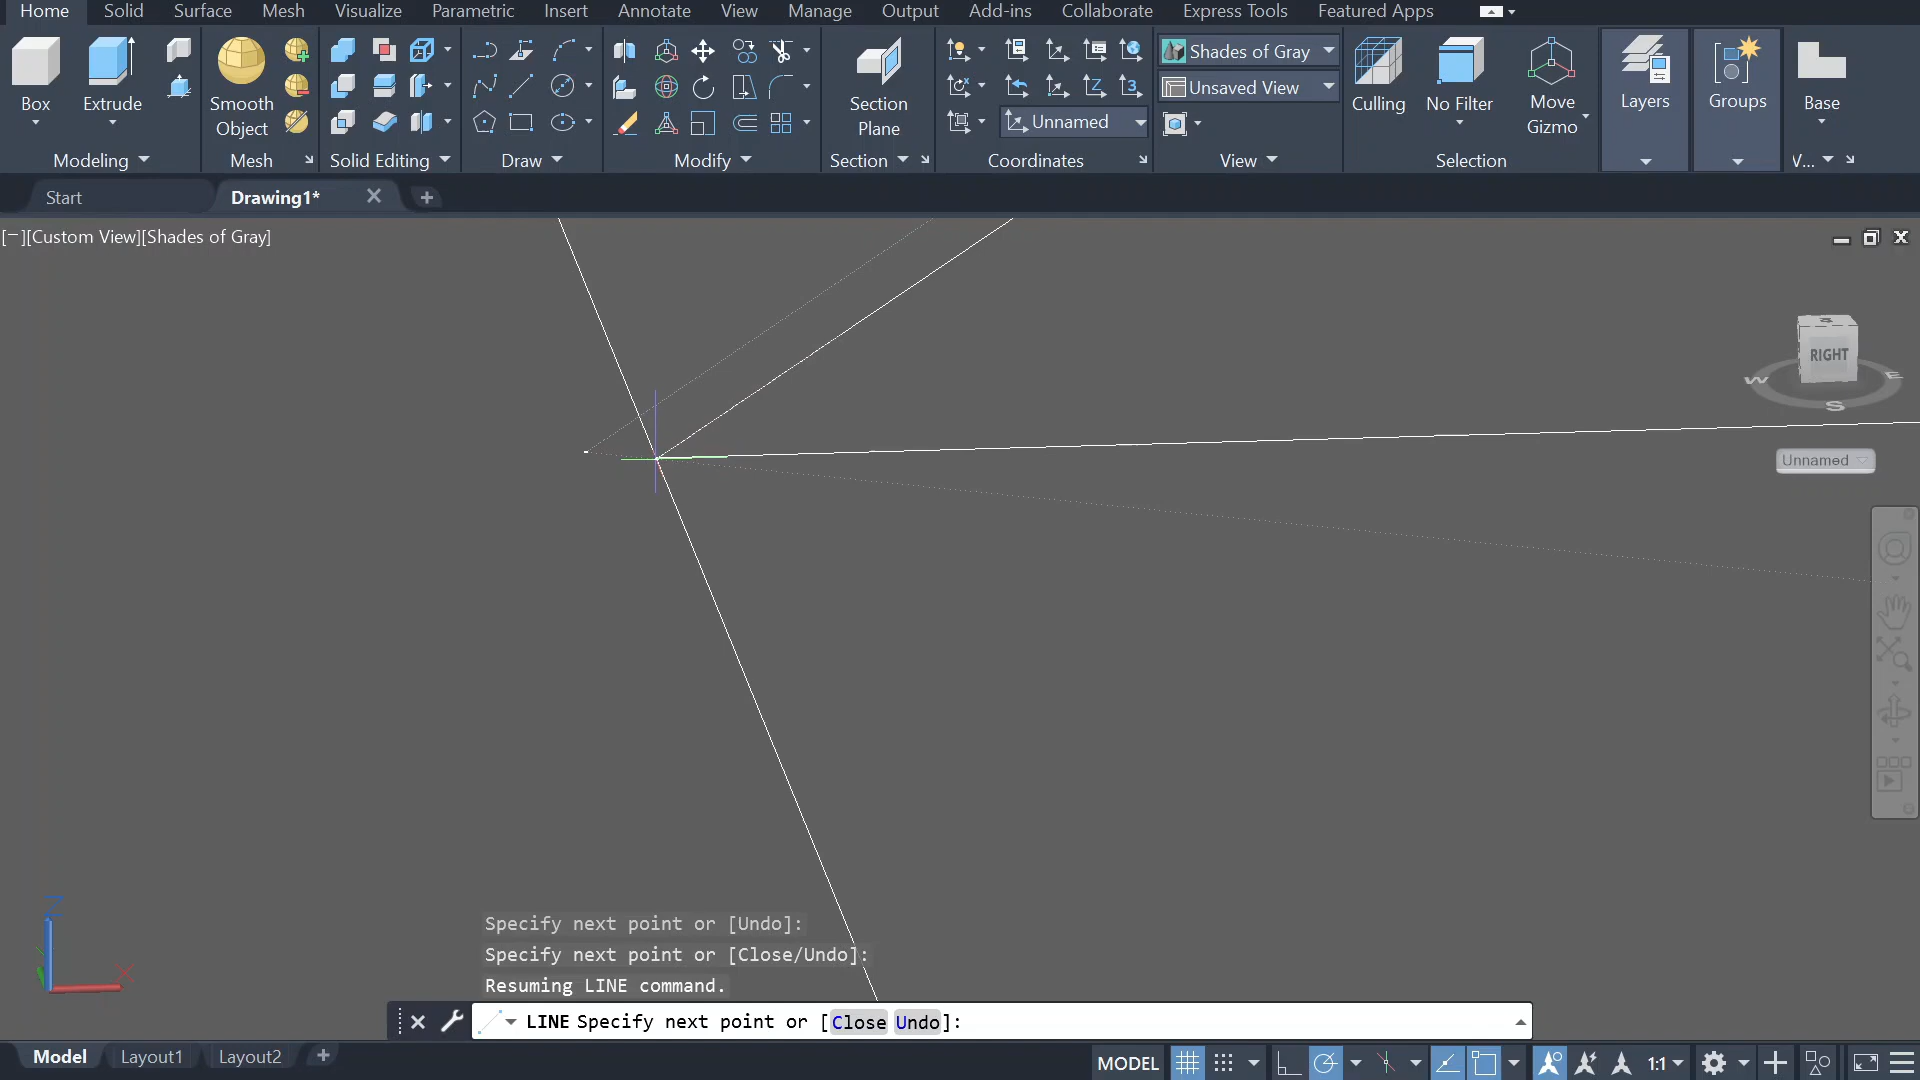 Home Solid Surface Mesh Visualize Parametric Insert Annotate View Manage Output Add-ins Collaborate Express Tools Featured Apps
Box
Extrude
Smooth
Object
Section
Plane
Shades of Gray
Unsaved View
Unnamed
Culling
No Filter
Move
Gizmo
Layers
Groups
Base
Modeling Mesh Solid Editing Draw Modify Section Coordinates View Selection V...
Start
Drawing1*
[−][Custom View][Shades of Gray]
RIGHT
W
E
S
Unnamed
Z
X
Specify next point or [Undo]:
Specify next point or [Close/Undo]:
Resuming LINE command.
LINE Specify next point or [Close Undo]:
Model Layout1 Layout2
MODEL
1:1